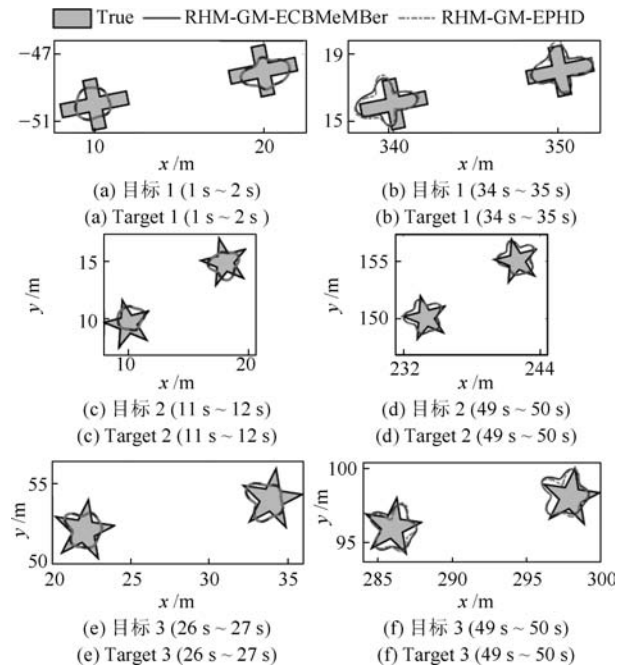 True RHM-GM-ECBMeMBer RHM-GM-EPHD
−47
−51
10 20
x /m
19
15
340 350
x /m
(a) 目标 1 (1 s ~ 2 s)
(a) Target 1 (1 s ~ 2 s )
(b) 目标 1 (34 s ~ 35 s)
(b) Target 1 (34 s ~ 35 s)
y /m
15
10
10 20
x /m
y /m
155
150
232 244
x /m
(c) 目标 2 (11 s ~ 12 s)
(c) Target 2 (11 s ~ 12 s)
(d) 目标 2 (49 s ~ 50 s)
(d) Target 2 (49 s ~ 50 s)
y /m
55
50
20 25 30 35
x /m
y /m
100
95
285 290 295 300
x /m
(e) 目标 3 (26 s ~ 27 s)
(e) Target 3 (26 s ~ 27 s)
(f) 目标 3 (49 s ~ 50 s)
(f) Target 3 (49 s ~ 50 s)